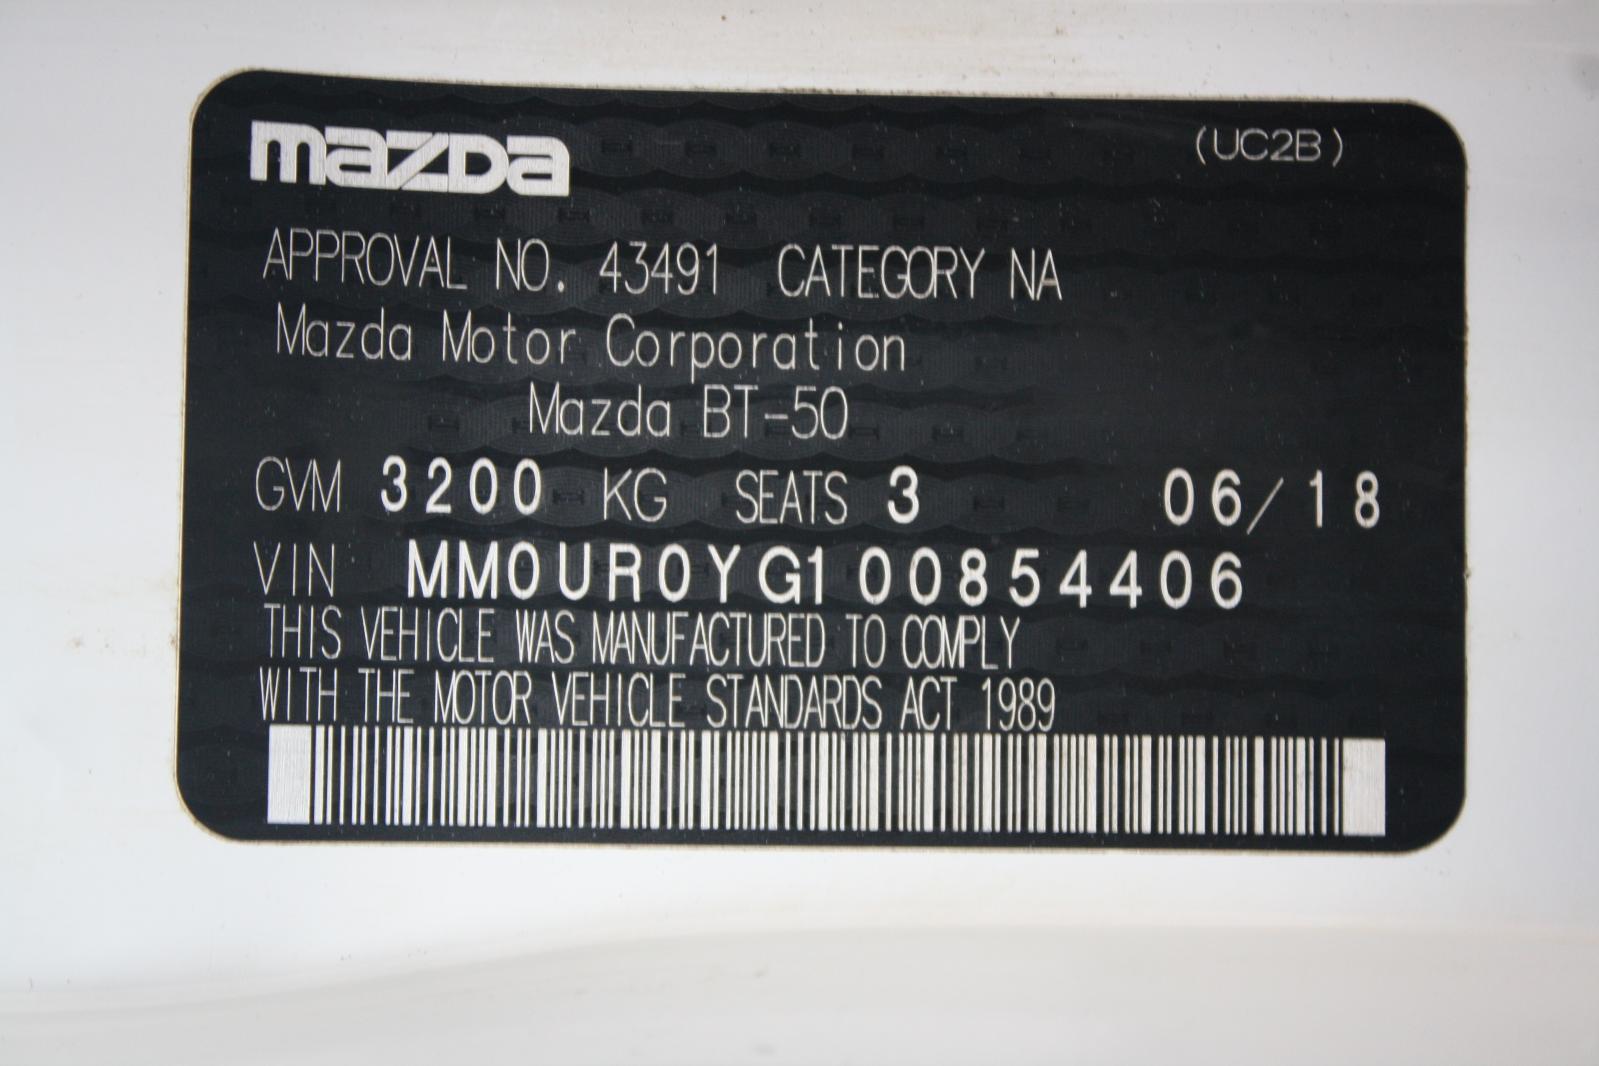 mazda (UC2B)
APPROVAL NO. 43491 CATEGORY NA
Mazda Motor Corporation
Mazda BT-50
GVM 3200 KG SEATS 3 06/18
VIN MM0UR0YG100854406
THIS VEHICLE WAS MANUFACTURED TO COMPLY
WITH THE MOTOR VEHICLE STANDARDS ACT 1989